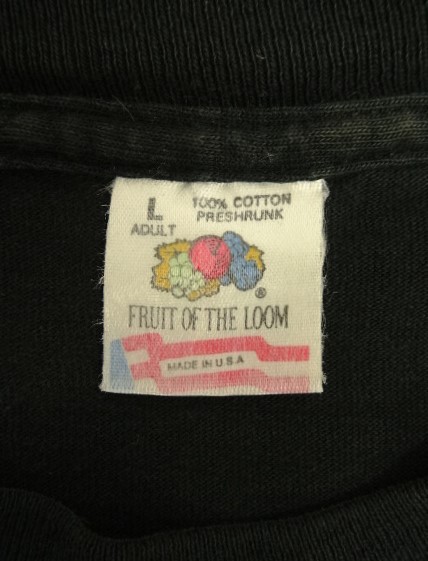 L 100% COTTON
ADULT PRESHRUNK
®
FRUIT OF THE LOOM
MADE IN U.S.A